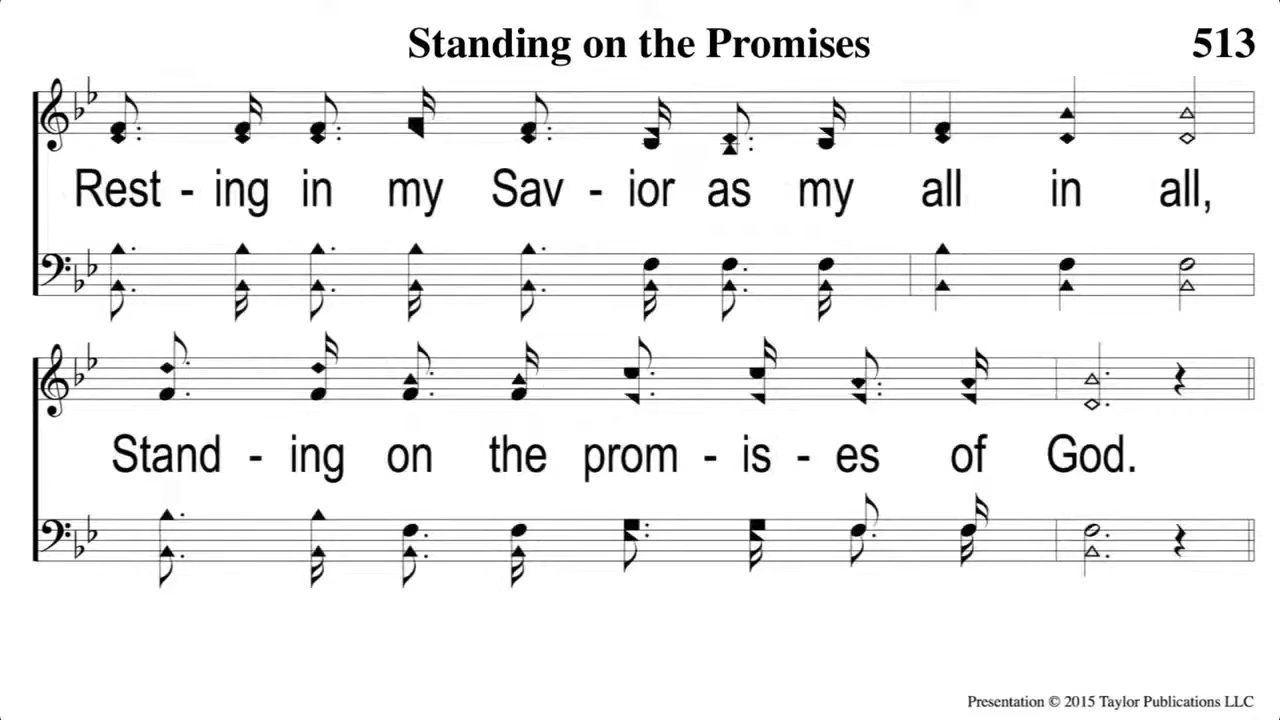 Standing on the Promises 513
Rest - ing in my Sav - ior as my all in all,
Stand - ing on the prom - is - es of God.
Presentation © 2015 Taylor Publications LLC